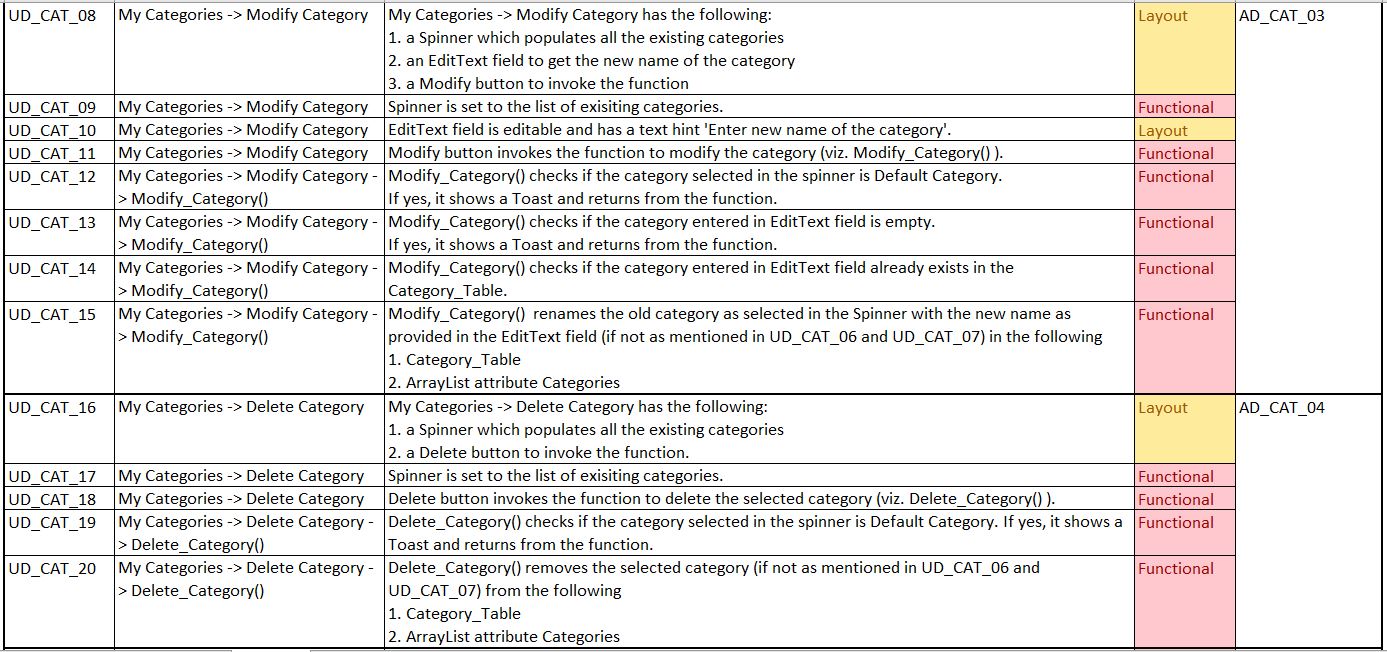 UD_CAT_08 My Categories -> Modify Category My Categories -> Modify Category has the following: Layout AD_CAT_03
1. a Spinner which populates all the existing categories
2. an EditText field to get the new name of the category
3. a Modify button to invoke the function
UD_CAT_09 My Categories -> Modify Category Spinner is set to the list of exisiting categories. Functional
UD_CAT_10 My Categories -> Modify Category EditText field is editable and has a text hint 'Enter new name of the category'. Layout
UD_CAT_11 My Categories -> Modify Category Modify button invokes the function to modify the category (viz. Modify_Category() ). Functional
UD_CAT_12 My Categories -> Modify Category - Modify_Category() checks if the category selected in the spinner is Default Category. Functional
> Modify_Category() If yes, it shows a Toast and returns from the function.
UD_CAT_13 My Categories -> Modify Category - Modify_Category() checks if the category entered in EditText field is empty. Functional
> Modify_Category() If yes, it shows a Toast and returns from the function.
UD_CAT_14 My Categories -> Modify Category - Modify_Category() checks if the category entered in EditText field already exists in the Functional
> Modify_Category() Category_Table.
UD_CAT_15 My Categories -> Modify Category - Modify_Category()  renames the old category as selected in the Spinner with the new name as Functional
> Modify_Category() provided in the EditText field (if not as mentioned in UD_CAT_06 and UD_CAT_07) in the following
1. Category_Table
2. ArrayList attribute Categories
UD_CAT_16 My Categories -> Delete Category My Categories -> Delete Category has the following: Layout AD_CAT_04
1. a Spinner which populates all the existing categories
2. a Delete button to invoke the function.
UD_CAT_17 My Categories -> Delete Category Spinner is set to the list of exisiting categories. Functional
UD_CAT_18 My Categories -> Delete Category Delete button invokes the function to delete the selected category (viz. Delete_Category() ). Functional
UD_CAT_19 My Categories -> Delete Category - Delete_Category() checks if the category selected in the spinner is Default Category. If yes, it shows a Functional
> Delete_Category() Toast and returns from the function.
UD_CAT_20 My Categories -> Delete Category - Delete_Category() removes the selected category (if not as mentioned in UD_CAT_06 and Functional
> Delete_Category() UD_CAT_07) from the following
1. Category_Table
2. ArrayList attribute Categories